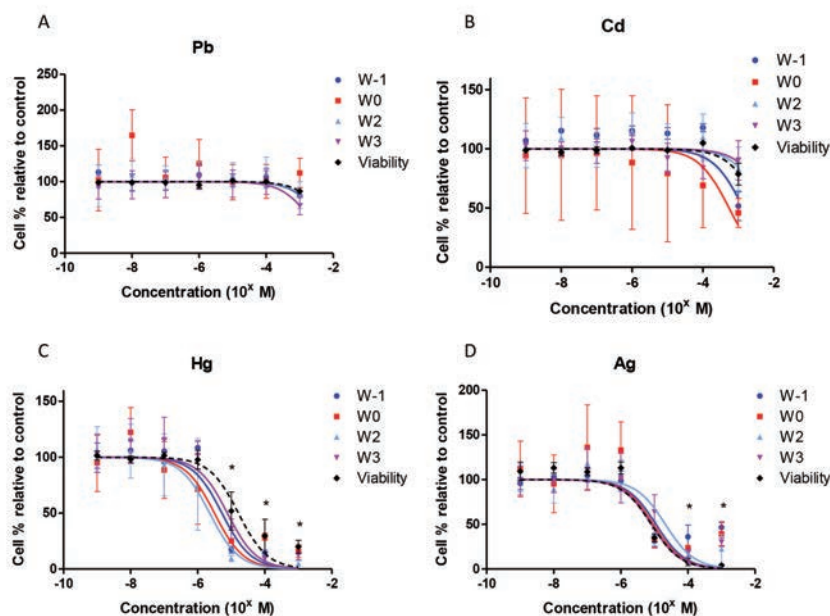 A
Pb
Cell % relative to control
250
200
150
100
50
0
-10
-8
-6
-4
-2
Concentration (10^x M)
W-1
W0
W2
W3
Viability
B
Cd
Cell % relative to control
150
100
50
0
-10
-8
-6
-4
-2
Concentration (10^x M)
W-1
W0
W2
W3
Viability
C
Hg
Cell % relative to control
150
100
50
0
-10
-8
-6
-4
-2
Concentration (10^x M)
*
*
*
W-1
W0
W2
W3
Viability
D
Ag
Cell % relative to control
200
150
100
50
0
-10
-8
-6
-4
-2
Concentration (10^x M)
*
*
W-1
W0
W2
W3
Viability